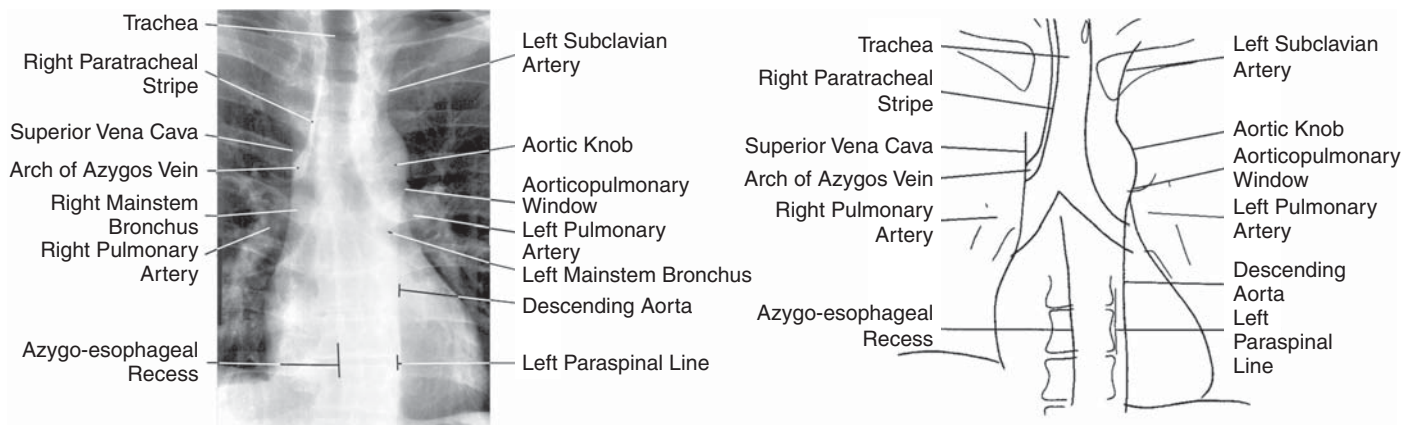 Trachea
Right Paratracheal
Stripe
Superior Vena Cava
Arch of Azygos Vein
Right Mainstem
Bronchus
Right Pulmonary
Artery
Azygo-esophageal
Recess
Left Subclavian
Artery
Aortic Knob
Aorticopulmonary
Window
Left Pulmonary
Artery
Left Mainstem Bronchus
Descending Aorta
Left Paraspinal Line
Trachea
Right Paratracheal
Stripe
Superior Vena Cava
Arch of Azygos Vein
Right Pulmonary
Artery
Azygo-esophageal
Recess
Left Subclavian
Artery
Aortic Knob
Aorticopulmonary
Window
Left Pulmonary
Artery
Descending
Aorta
Left
Paraspinal
Line